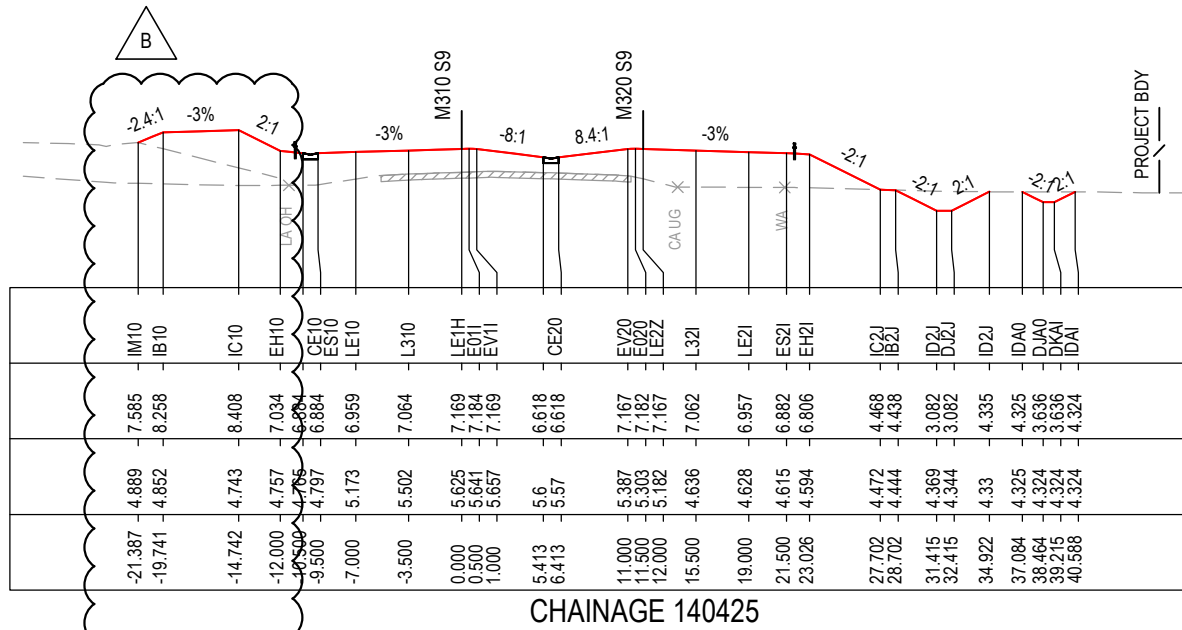 B
-2.4:1
-3%
2:1
-3%
M310 S9
-8:1
8.4:1
M320 S9
-3%
-2:1
-2:1
2:1
-2:1
2:1
PROJECT BDY
LA OH
CA UG
WA
IM10 IB10 IC10 EH10 CE10 ES10 LE10 L310 LE1H E01I EV1I CE20 EV20 E020 LE2Z L32I LE2I ES2I EH2I IC2J IB2J ID2J DJ2J ID2J IDA0 DJA0 DKAI IDAI
7.585 8.258 8.408 7.034 6.884 6.884 6.959 7.064 7.169 7.184 7.169 6.618 6.618 7.167 7.182 7.167 7.062 6.957 6.882 6.806 4.468 4.438 3.082 3.082 4.335 4.325 3.636 3.636 4.324
4.889 4.852 4.743 4.757 4.797 5.173 5.502 5.625 5.641 5.657 5.6 5.57 5.387 5.303 5.182 4.636 4.628 4.615 4.594 4.472 4.444 4.369 4.344 4.33 4.325 4.324 4.324 4.324
-21.387 -19.741 -14.742 -12.000 -10.500 -9.500 -7.000 -3.500 0.000 0.500 1.000 5.413 6.413 11.000 11.500 12.000 15.500 19.000 21.500 23.026 27.702 28.702 31.415 32.415 34.922 37.084 38.464 39.215 40.588
CHAINAGE 140425